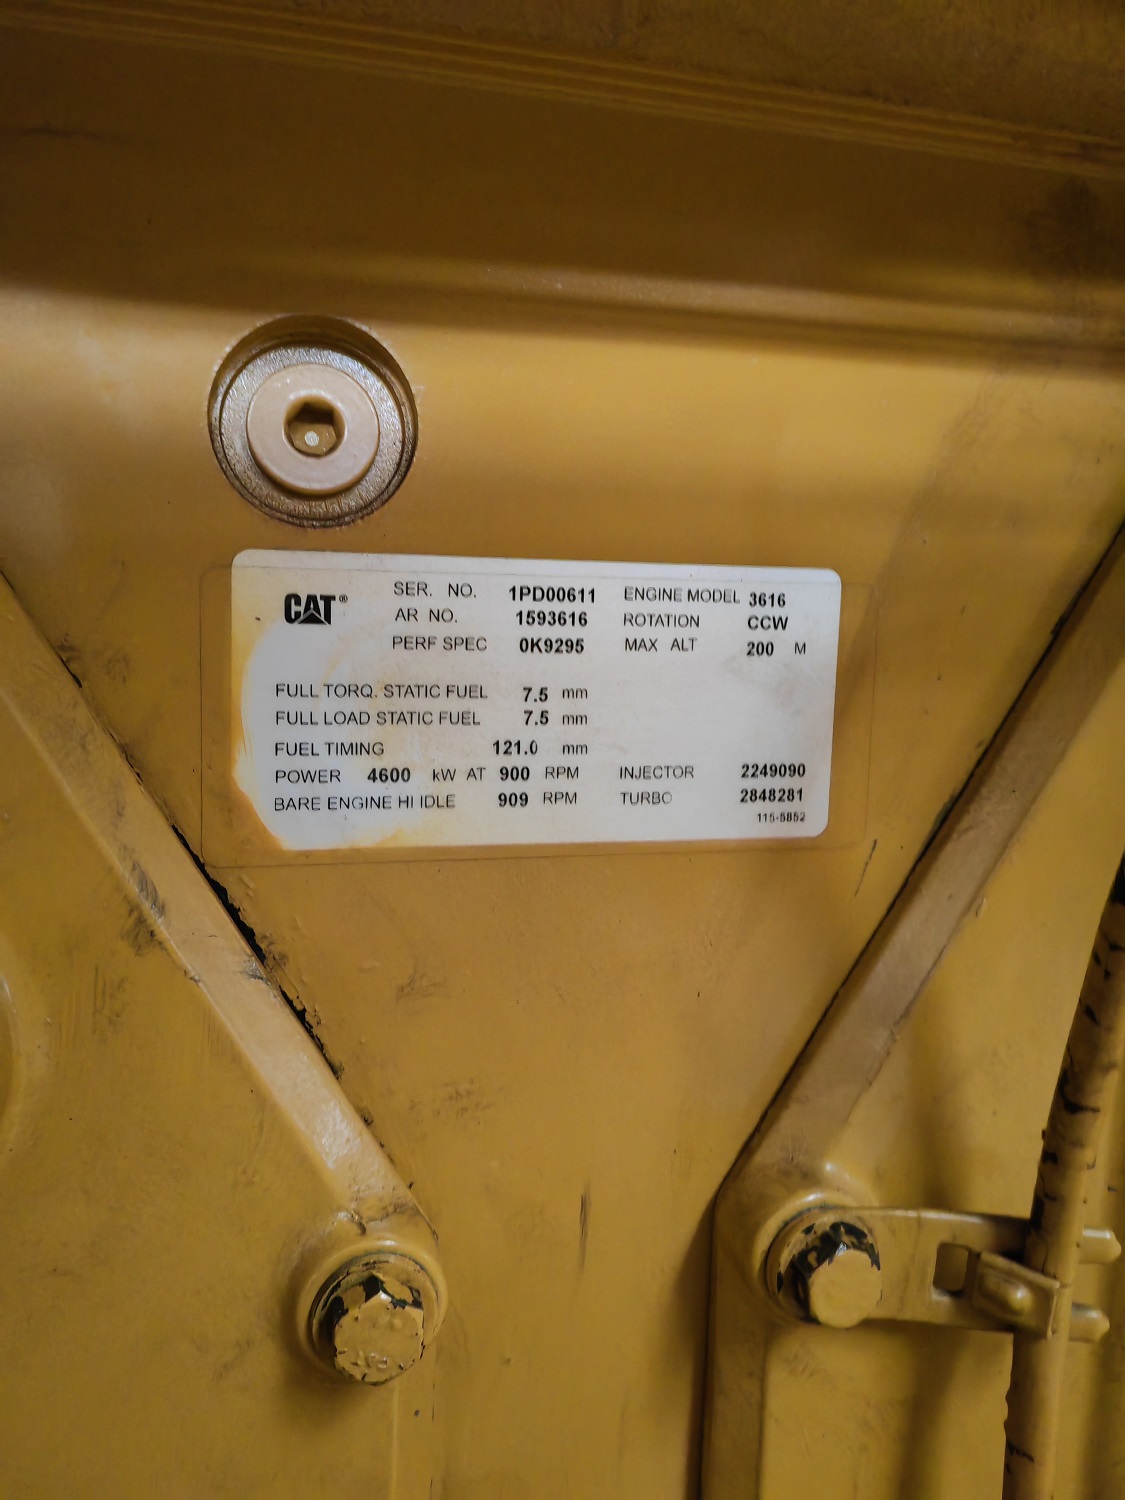 CAT® SER. NO. 1PD00611 ENGINE MODEL 3616
AR NO. 1593616 ROTATION CCW
PERF SPEC 0K9295 MAX ALT 200 M
FULL TORQ. STATIC FUEL 7.5 mm
FULL LOAD STATIC FUEL 7.5 mm
FUEL TIMING 121.0 mm
POWER 4600 kW AT 900 RPM INJECTOR 2249090
BARE ENGINE HI IDLE 909 RPM TURBO 2848281
115-5852